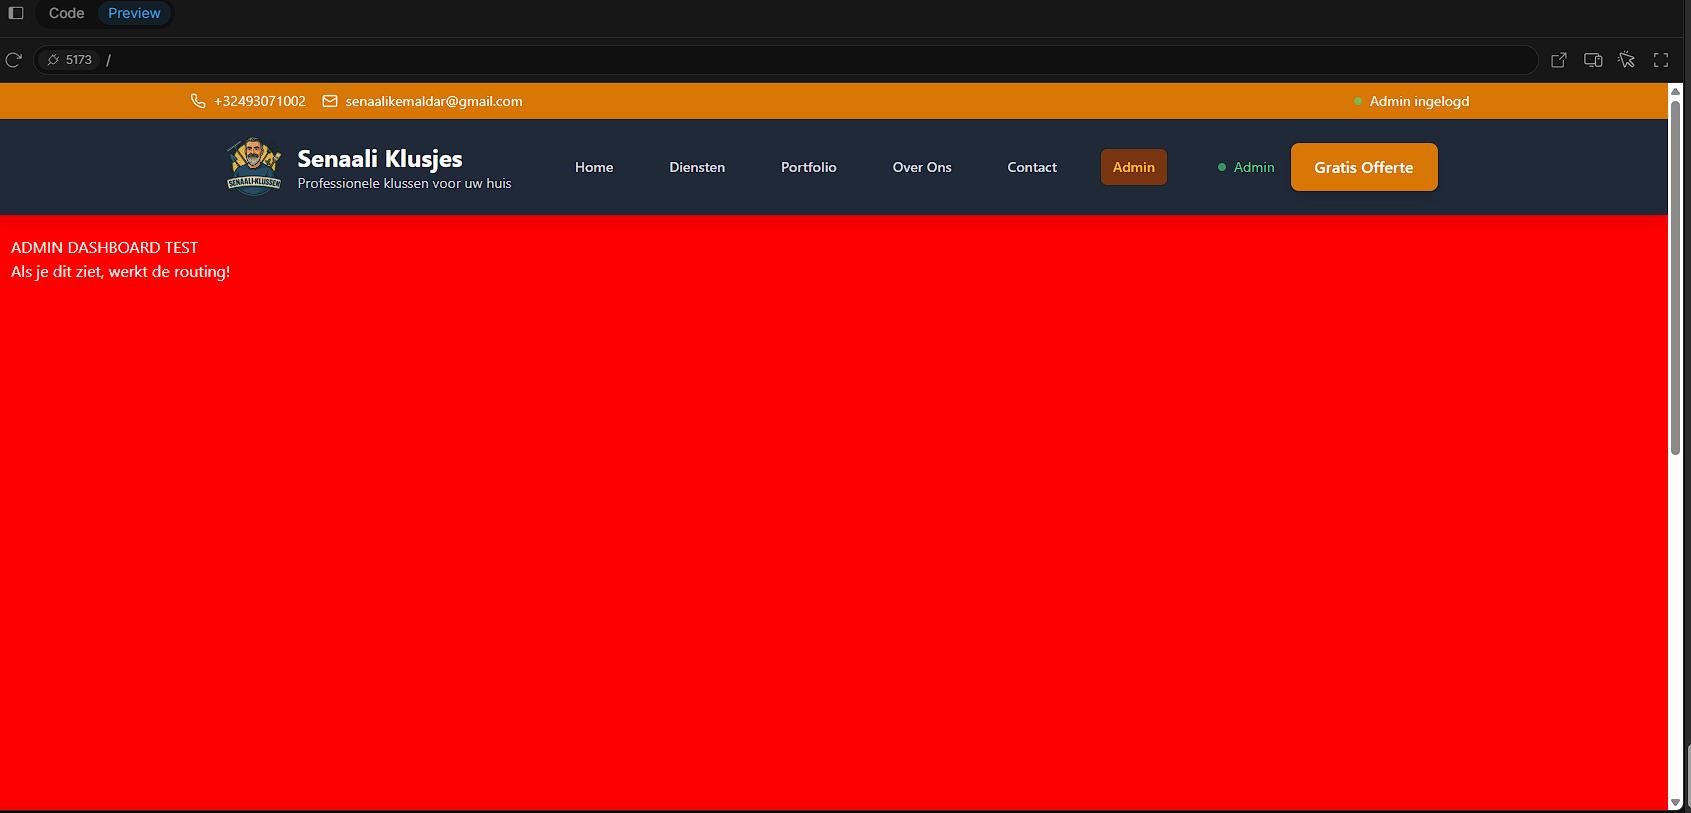 Code Preview
5173 /
+32493071002 senaalikemaldar@gmail.com Admin ingelogd
SENAALI-KLUSSEN
Senaali Klusjes
Professionele klussen voor uw huis
Home Diensten Portfolio Over Ons Contact Admin Admin Gratis Offerte
ADMIN DASHBOARD TEST
Als je dit ziet, werkt de routing!